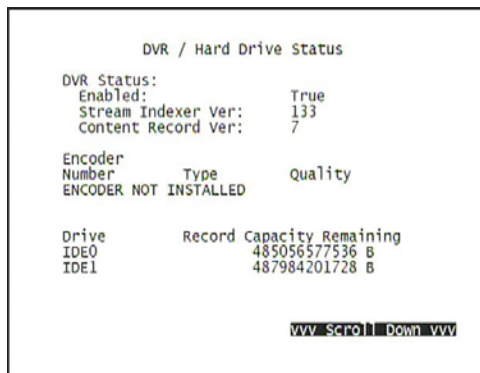 DVR / Hard Drive Status
DVR Status:
Enabled: True
Stream Indexer Ver: 133
Content Record Ver: 7
Encoder
Number Type Quality
ENCODER NOT INSTALLED
Drive Record Capacity Remaining
IDE0 485056577536 B
IDE1 487984201728 B
vvv Scroll Down vvv